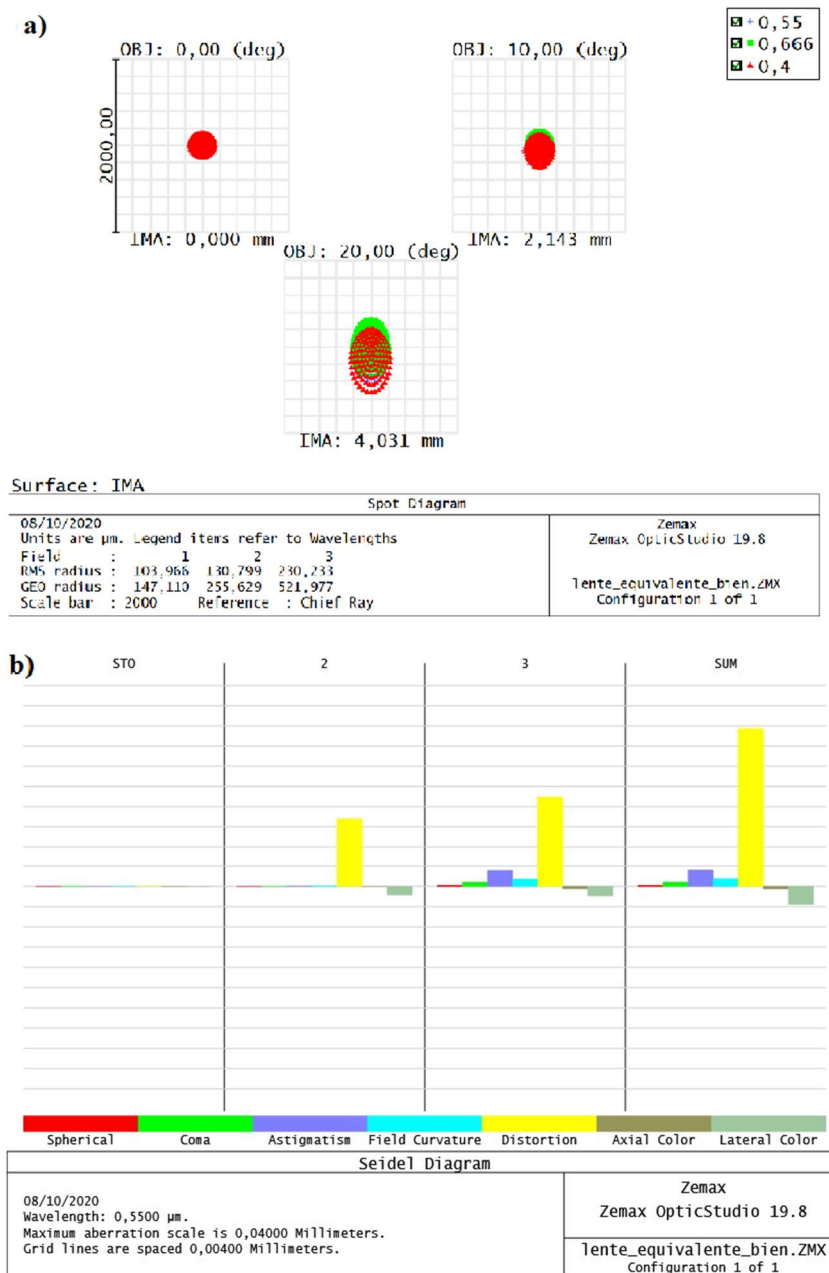 a)
0,55
0,666
0,4
OBJ: 0,00 (deg)
OBJ: 10,00 (deg)
2000,00
IMA: 0,000 mm
IMA: 2,143 mm
OBJ: 20,00 (deg)
IMA: 4,031 mm
Surface: IMA
Spot Diagram
08/10/2020
Units are µm. Legend items refer to Wavelengths
Field : 1 2 3
RMS radius : 103,966 130,799 230,233
GEO radius : 147,110 255,629 521,977
Scale bar : 2000 Reference : Chief Ray
Zemax
Zemax OpticStudio 19.8
lente_equivalente_bien.ZMX
Configuration 1 of 1
b)
STO 2 3 SUM
Spherical Coma Astigmatism Field Curvature Distortion Axial Color Lateral Color
Seidel Diagram
08/10/2020
Wavelength: 0,5500 µm.
Maximum aberration scale is 0,04000 Millimeters.
Grid lines are spaced 0,00400 Millimeters.
Zemax
Zemax OpticStudio 19.8
lente_equivalente_bien.ZMX
Configuration 1 of 1